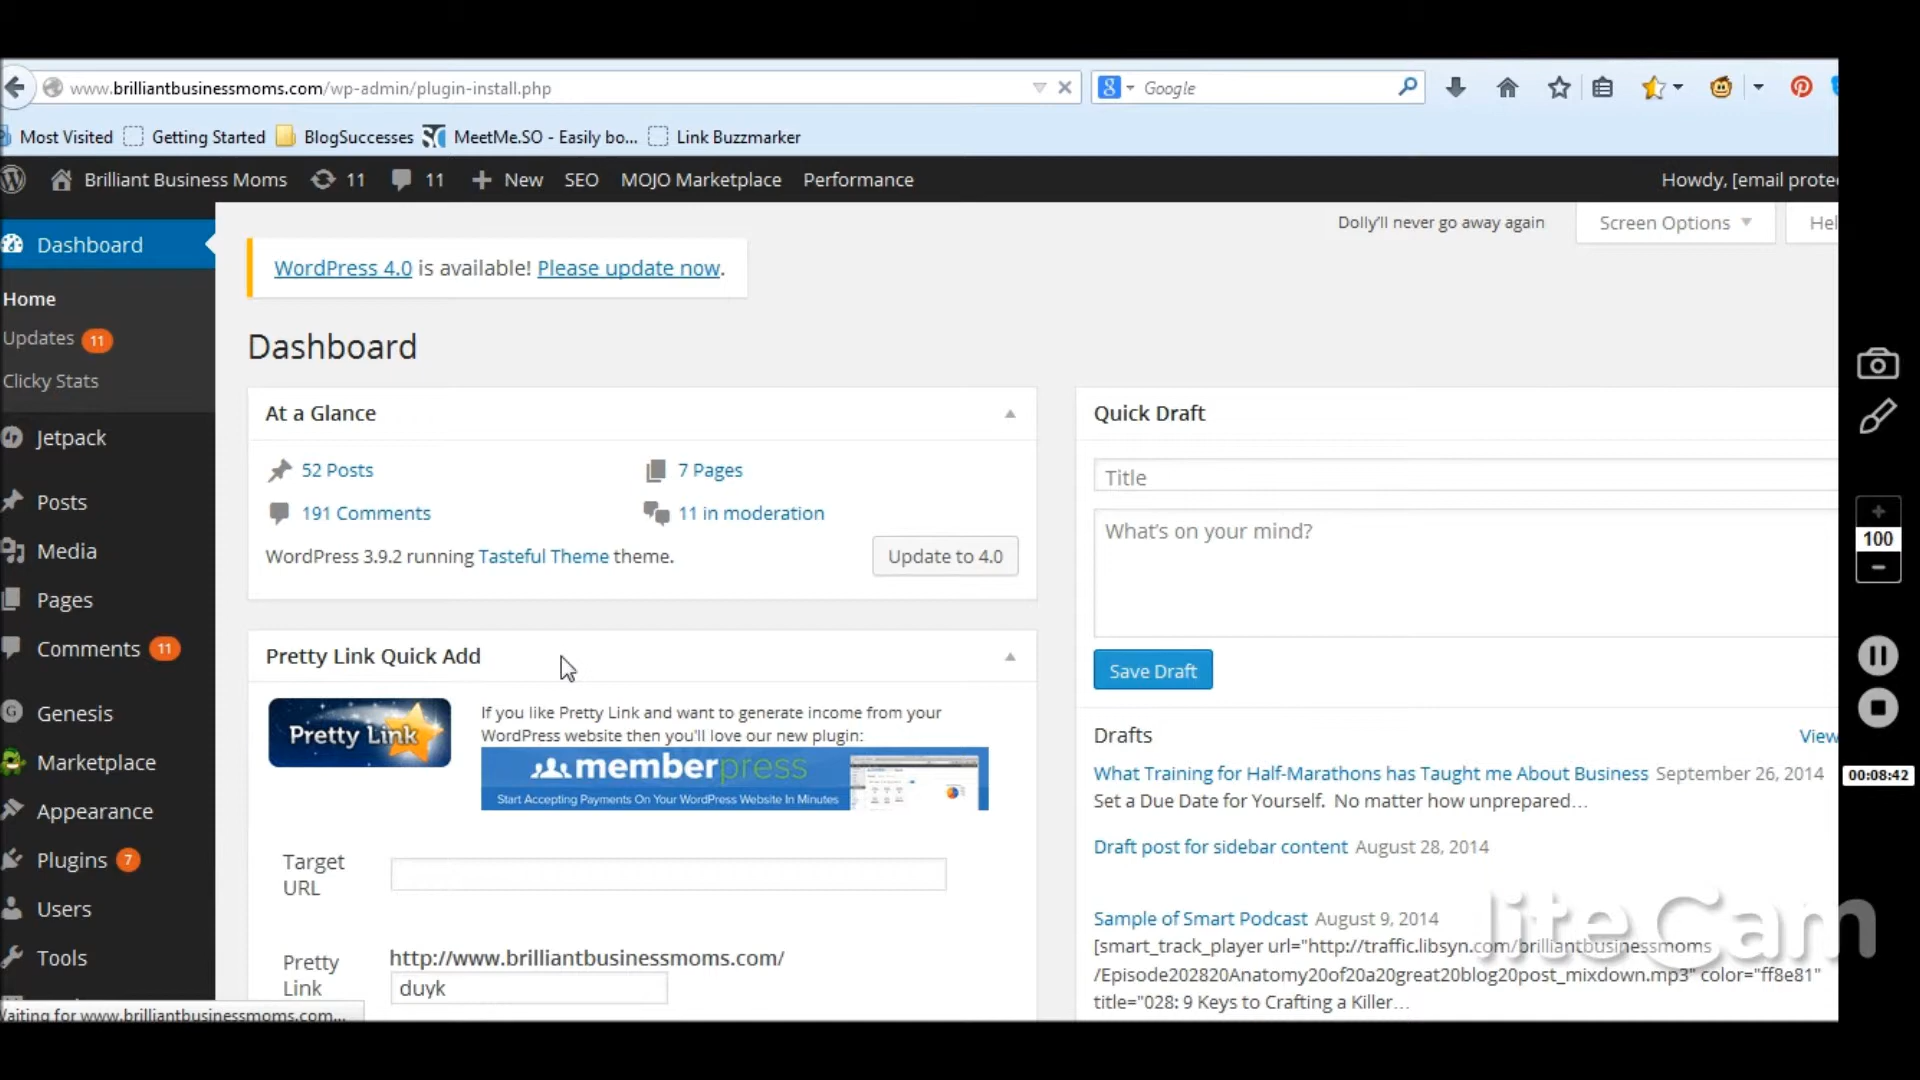 www.brilliantbusinessmoms.com/wp-admin/plugin-install.php
Google
Most Visited Getting Started BlogSuccesses MeetMe.SO - Easily bo... Link Buzzmarker
Brilliant Business Moms 11 11 New SEO MOJO Marketplace Performance Howdy, [email prote
Dolly'll never go away again Screen Options Hel
Dashboard
WordPress 4.0 is available! Please update now.
Home
Updates 11
Clicky Stats
Jetpack
Posts
Media
Pages
Comments 11
Genesis
Marketplace
Appearance
Plugins 7
Users
Tools
Dashboard
At a Glance
52 Posts 7 Pages
191 Comments 11 in moderation
WordPress 3.9.2 running Tasteful Theme theme. Update to 4.0
Pretty Link Quick Add
Pretty Link
If you like Pretty Link and want to generate income from your
WordPress website then you'll love our new plugin:
memberpress
Start Accepting Payments On Your WordPress Website In Minutes
Target
URL
Pretty
Link
http://www.brilliantbusinessmoms.com/
duyk
Quick Draft
Title
What's on your mind?
Save Draft
Drafts View
What Training for Half-Marathons has Taught me About Business September 26, 2014
Set a Due Date for Yourself. No matter how unprepared…
Draft post for sidebar content August 28, 2014
Sample of Smart Podcast August 9, 2014
[smart_track_player url="http://traffic.libsyn.com/brilliantbusinessmoms
/Episode202820Anatomy20of20a20great20blog20post_mixdown.mp3" color="ff8e81"
title="028: 9 Keys to Crafting a Killer…
100
00:08:42
liteCam
aiting for www.brilliantbusinessmoms.com...